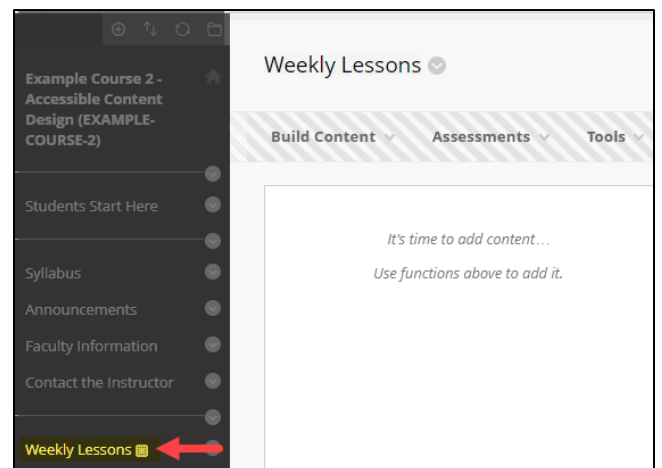 Example Course 2 -
Accessible Content
Design (EXAMPLE-
COURSE-2)
Students Start Here
Syllabus
Announcements
Faculty Information
Contact the Instructor
Weekly Lessons
Weekly Lessons
Build Content Assessments Tools
It's time to add content...
Use functions above to add it.